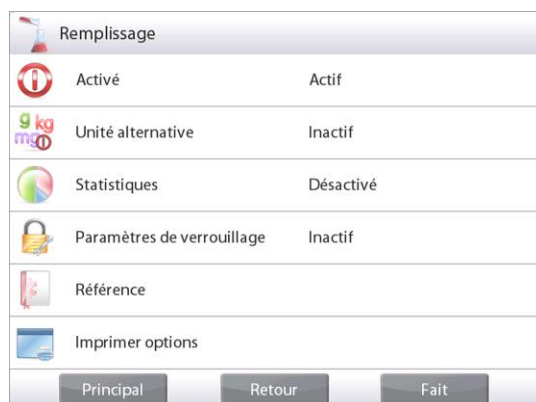 Remplissage
Activé Actif
g kg
mg
Unité alternative Inactif
Statistiques Désactivé
Paramètres de verrouillage Inactif
Référence
Imprimer options
Principal Retour Fait